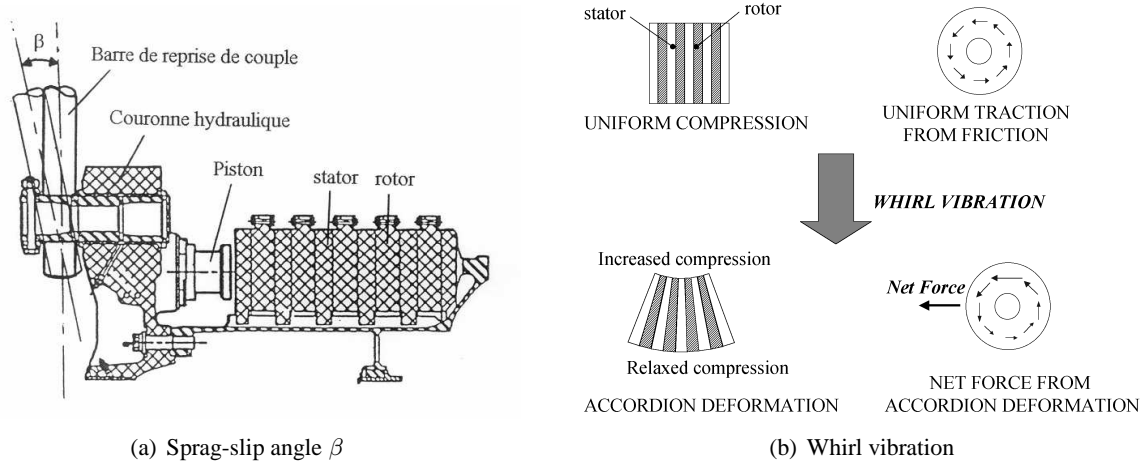 β
Barre de reprise de couple
Couronne hydraulique
Piston
stator
rotor
(a) Sprag-slip angle β
stator
rotor
UNIFORM COMPRESSION
UNIFORM TRACTION
FROM FRICTION
WHIRL VIBRATION
Increased compression
Relaxed compression
Net Force
ACCORDION DEFORMATION
NET FORCE FROM
ACCORDION DEFORMATION
(b) Whirl vibration